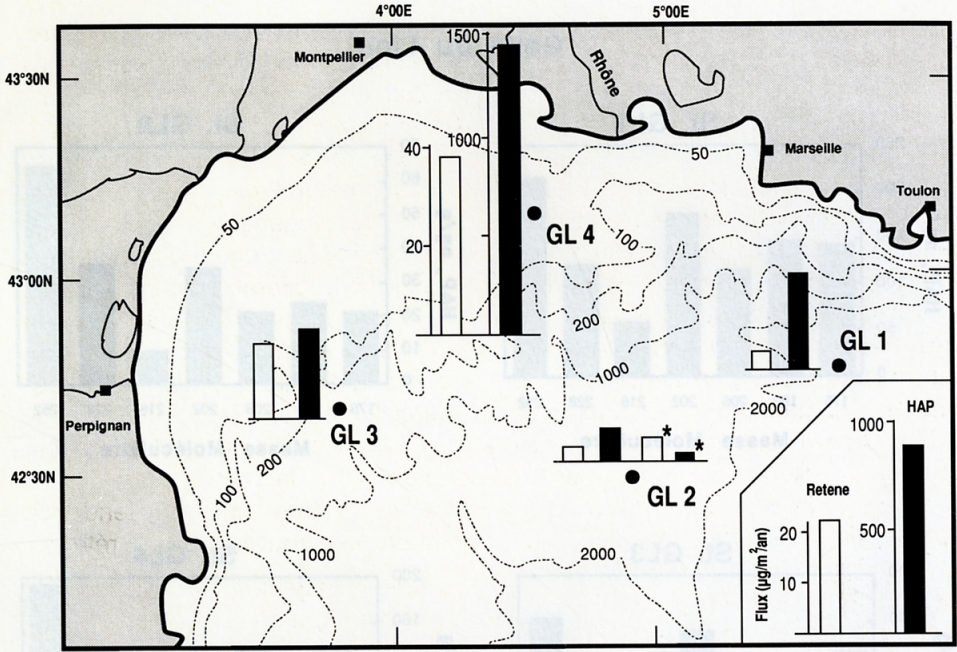 4°00E 5°00E
43°30N
43°00N
42°30N
Montpellier
Rhône
Marseille
Toulon
Perpignan
1500
1000
40
20
GL 4
GL 1
GL 3
GL 2
* *
50
50
100
200
1000
2000
200
100
1000
2000
HAP
1000
500
Retene
20
10
Flux (µg/m²/an)